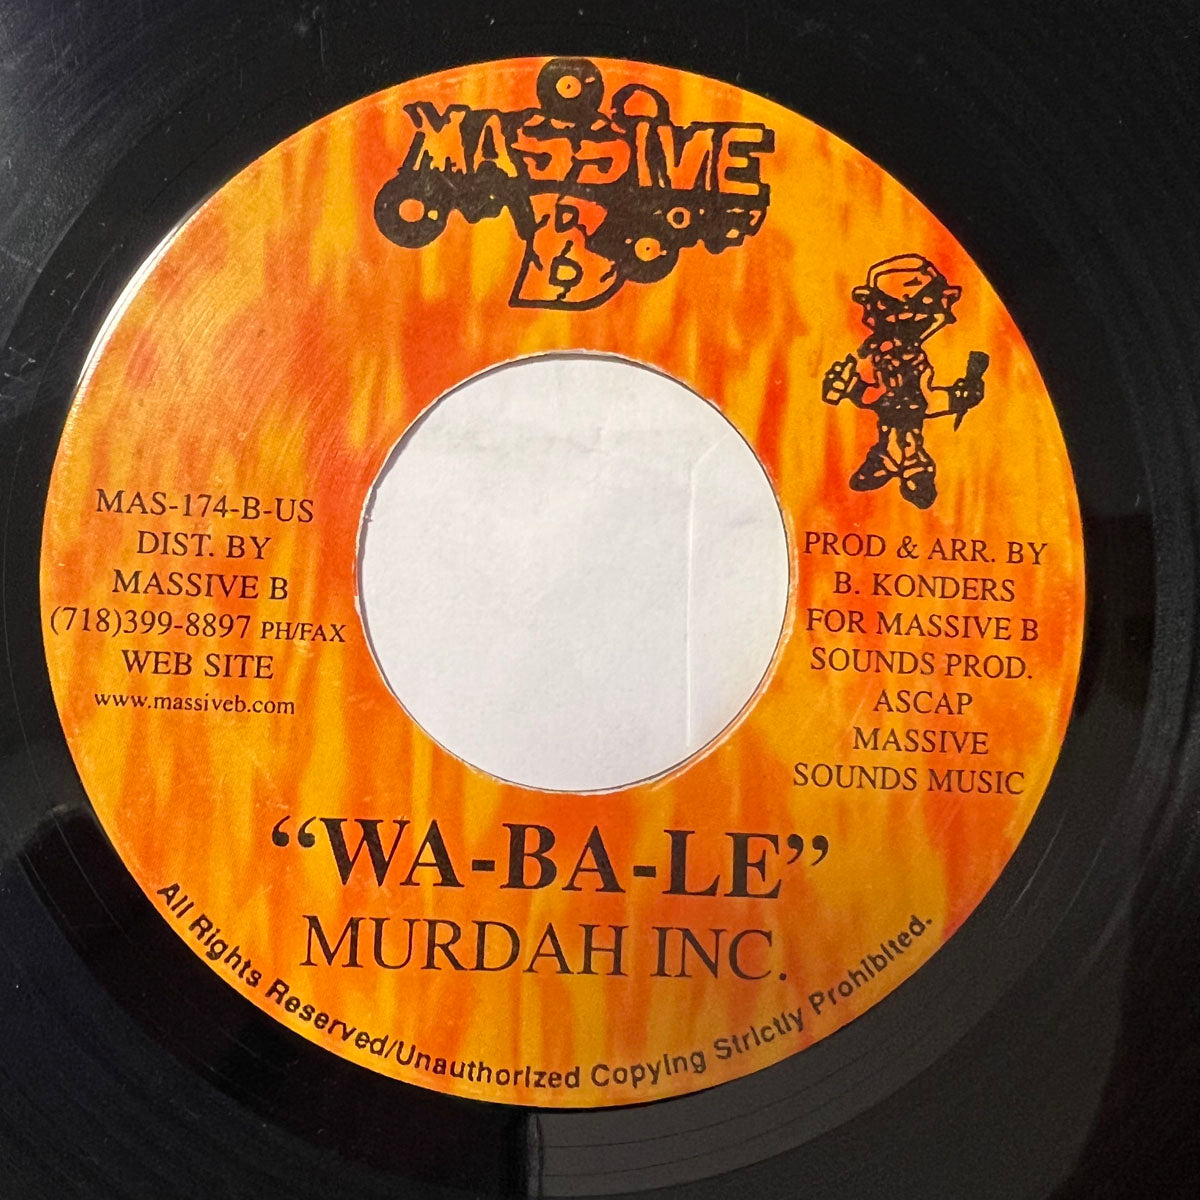 MASSIVE
B
MAS-174-B-US
DIST. BY
MASSIVE B
(718)399-8897 PH/FAX
WEB SITE
www.massiveb.com
PROD & ARR. BY
B. KONDERS
FOR MASSIVE B
SOUNDS PROD.
ASCAP
MASSIVE
SOUNDS MUSIC
“WA-BA-LE”
MURDAH INC.
All Rights Reserved/Unauthorized Copying Strictly Prohibited.